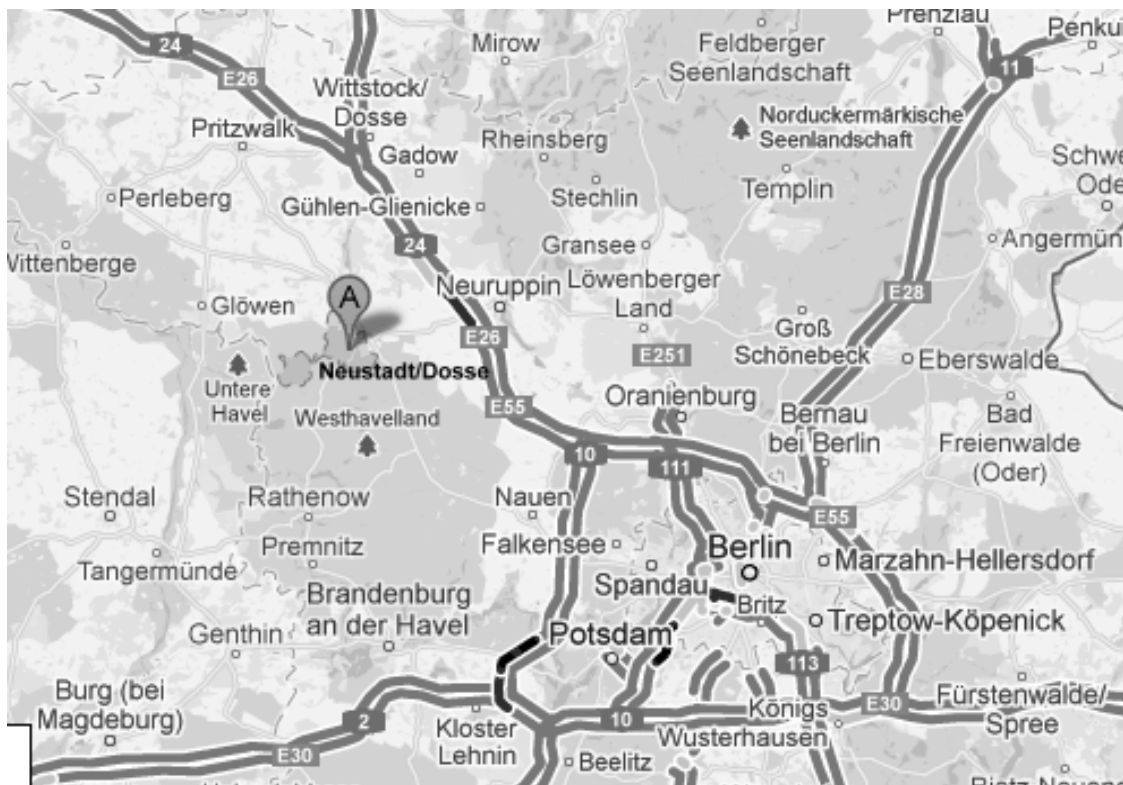 Prenzlau
Penku
24
Mirow
Feldberger
Seenlandschaft
11
E26
Wittstock/
Dosse
Norduckermärkische
Seenlandschaft
Pritzwalk
Rheinsberg
Gadow
Schwe
Ode
Perleberg
Stechlin
Templin
Gühlen-Glienicke
24
Gransee
Angermün
Wittenberge
A
Neuruppin
Löwenberger
Land
E28
Glöwen
E26
Groß
Schönebeck
E251
Eberswalde
Neustadt/Dosse
Untere
Havel
Westhavelland
E55
Oranienburg
Bernau
bei Berlin
Bad
Freienwalde
(Oder)
10
111
Stendal
Rathenow
Nauen
E55
Premnitz
Falkensee
Berlin
Marzahn-Hellersdorf
Tangermünde
Spandau
Brandenburg
an der Havel
Britz
Treptow-Köpenick
Genthin
Potsdam
113
Burg (bei
Magdeburg)
2
Kloster
Lehnin
10
Königs
Wusterhausen
E30
Fürstenwalde/
Spree
E30
Beelitz